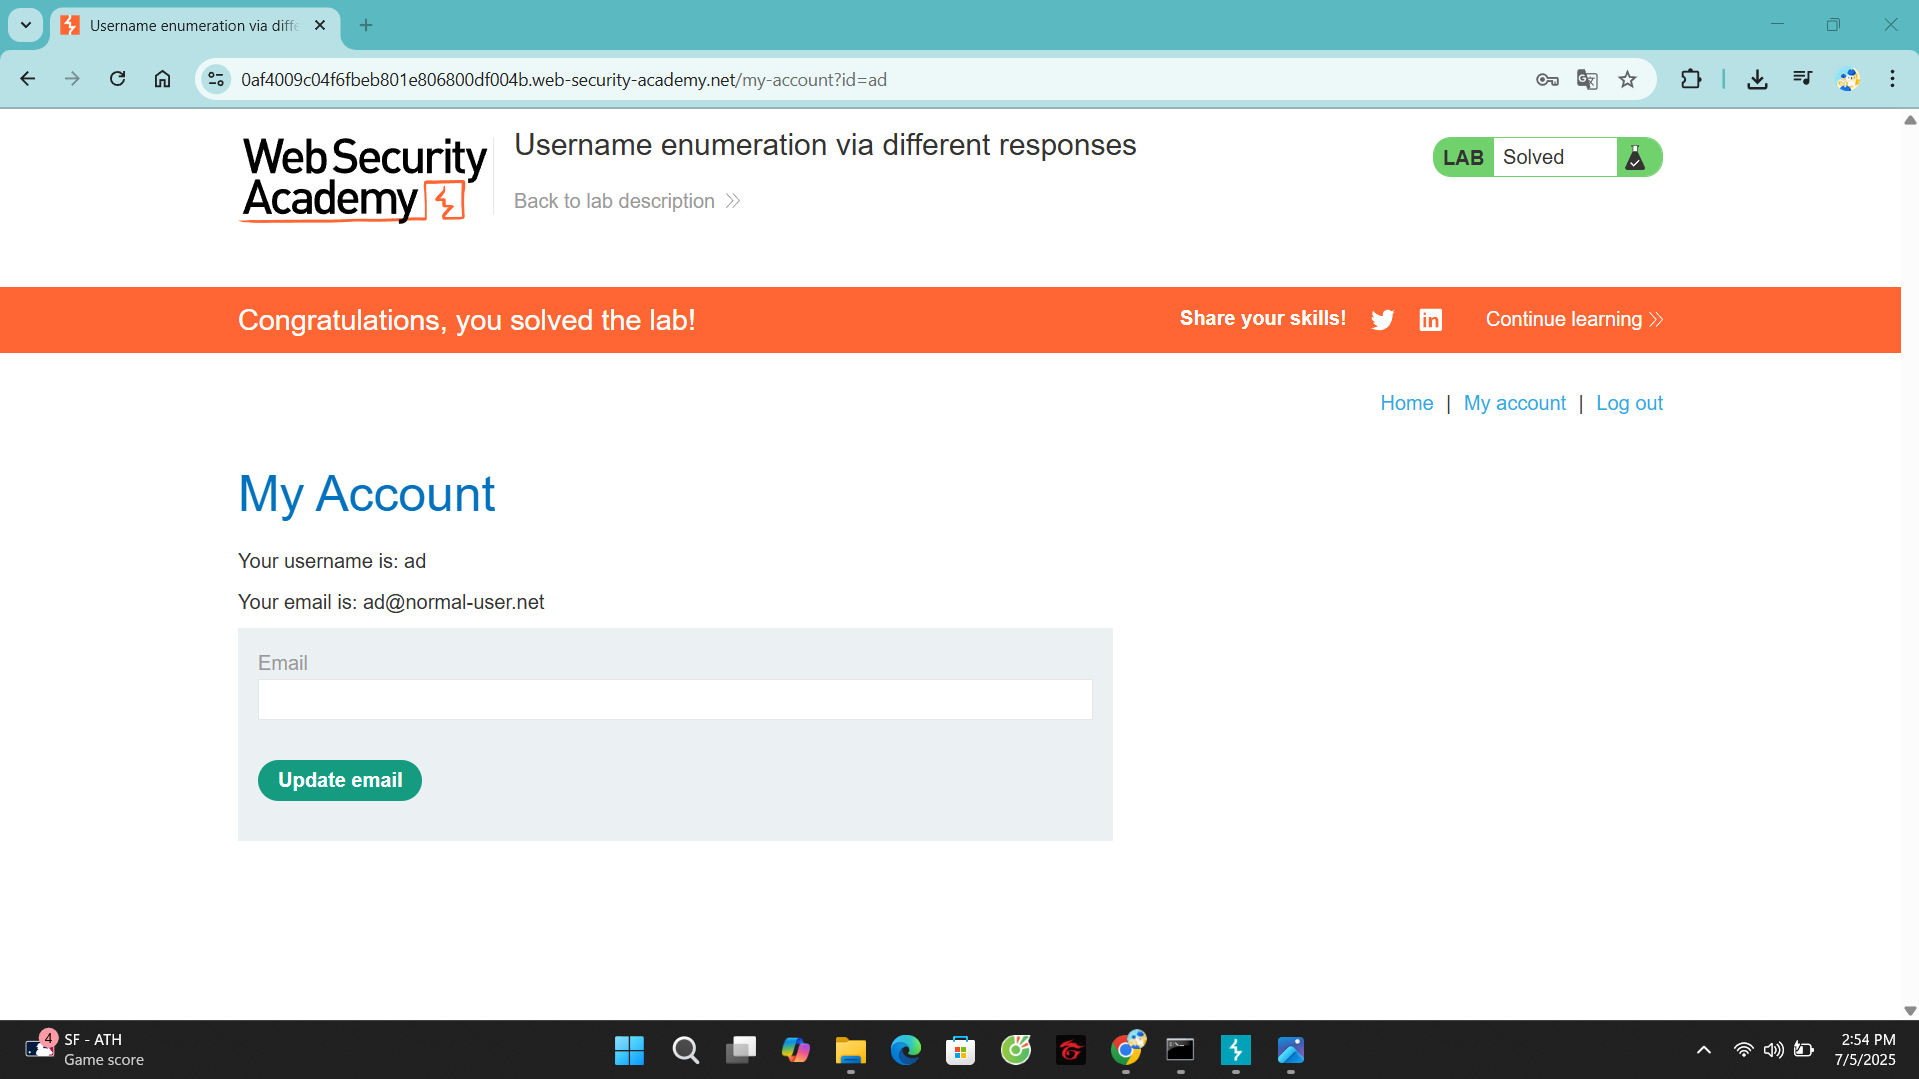 Username enumeration via diffe
0af4009c04f6fbeb801e806800df004b.web-security-academy.net/my-account?id=ad
Web Security
Academy
Username enumeration via different responses
Back to lab description
LAB Solved
Congratulations, you solved the lab!
Share your skills!
Continue learning
Home | My account | Log out
My Account
Your username is: ad
Your email is: ad@normal-user.net
Email
Update email
4
SF - ATH
Game score
2:54 PM
7/5/2025